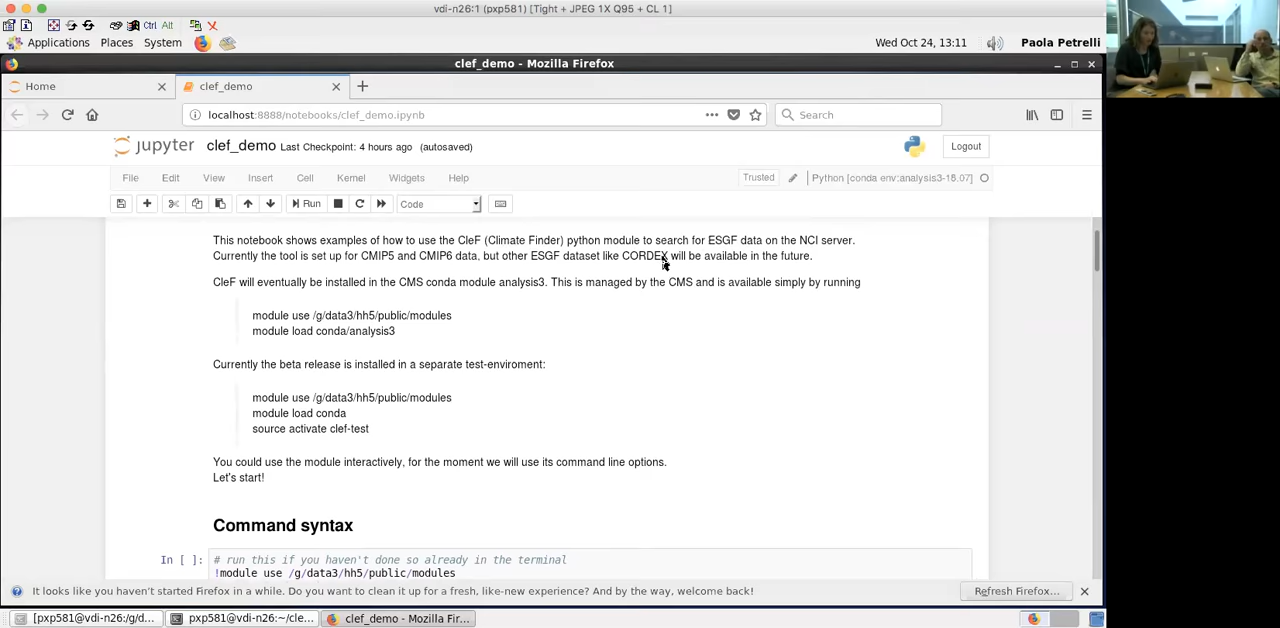 vdi-n26:1 (pxp581) [Tight + JPEG 1X Q95 + CL 1]
Ctrl Alt
Applications Places System Wed Oct 24, 13:11 Paola Petrelli
clef_demo - Mozilla Firefox
Home clef_demo
localhost:8888/notebooks/clef_demo.ipynb Search
jupyter clef_demo Last Checkpoint: 4 hours ago (autosaved) Logout
File Edit View Insert Cell Kernel Widgets Help Trusted Python [conda env:analysis3-18.07]
Run Code
This notebook shows examples of how to use the CleF (Climate Finder) python module to search for ESGF data on the NCI server.
Currently the tool is set up for CMIP5 and CMIP6 data, but other ESGF dataset like CORDEX will be available in the future.
CleF will eventually be installed in the CMS conda module analysis3. This is managed by the CMS and is available simply by running
module use /g/data3/hh5/public/modules
module load conda/analysis3
Currently the beta release is installed in a separate test-enviroment:
module use /g/data3/hh5/public/modules
module load conda
source activate clef-test
You could use the module interactively, for the moment we will use its command line options.
Let's start!
Command syntax
In [ ]: # run this if you haven't done so already in the terminal
!module use /g/data3/hh5/public/modules
It looks like you haven't started Firefox in a while. Do you want to clean it up for a fresh, like-new experience? And by the way, welcome back! Refresh Firefox...
[pxp581@vdi-n26:/g/d... pxp581@vdi-n26:~/cle... clef_demo - Mozilla Fir...